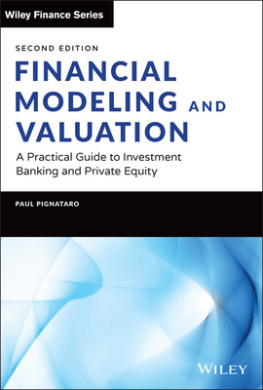 Wiley Finance Series
SECOND EDITION
FINANCIAL
MODELING AND
VALUATION
A Practical Guide to Investment
Banking and Private Equity
PAUL PIGNATARO
WILEY